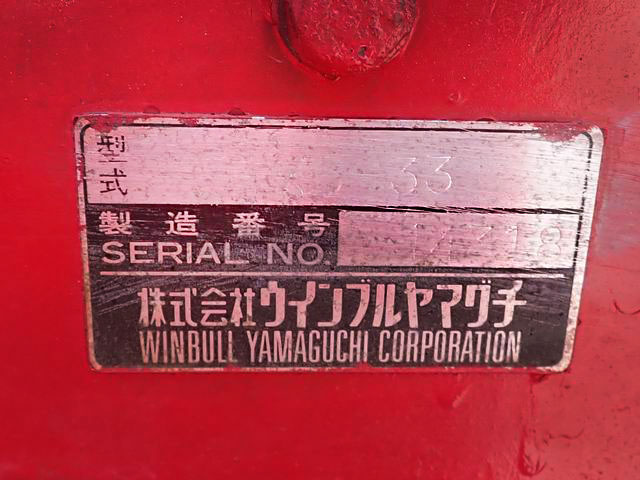 型式 33
製造番号
SERIAL NO. 7318
株式会社ウインブルヤマグチ
WINBULL YAMAGUCHI CORPORATION